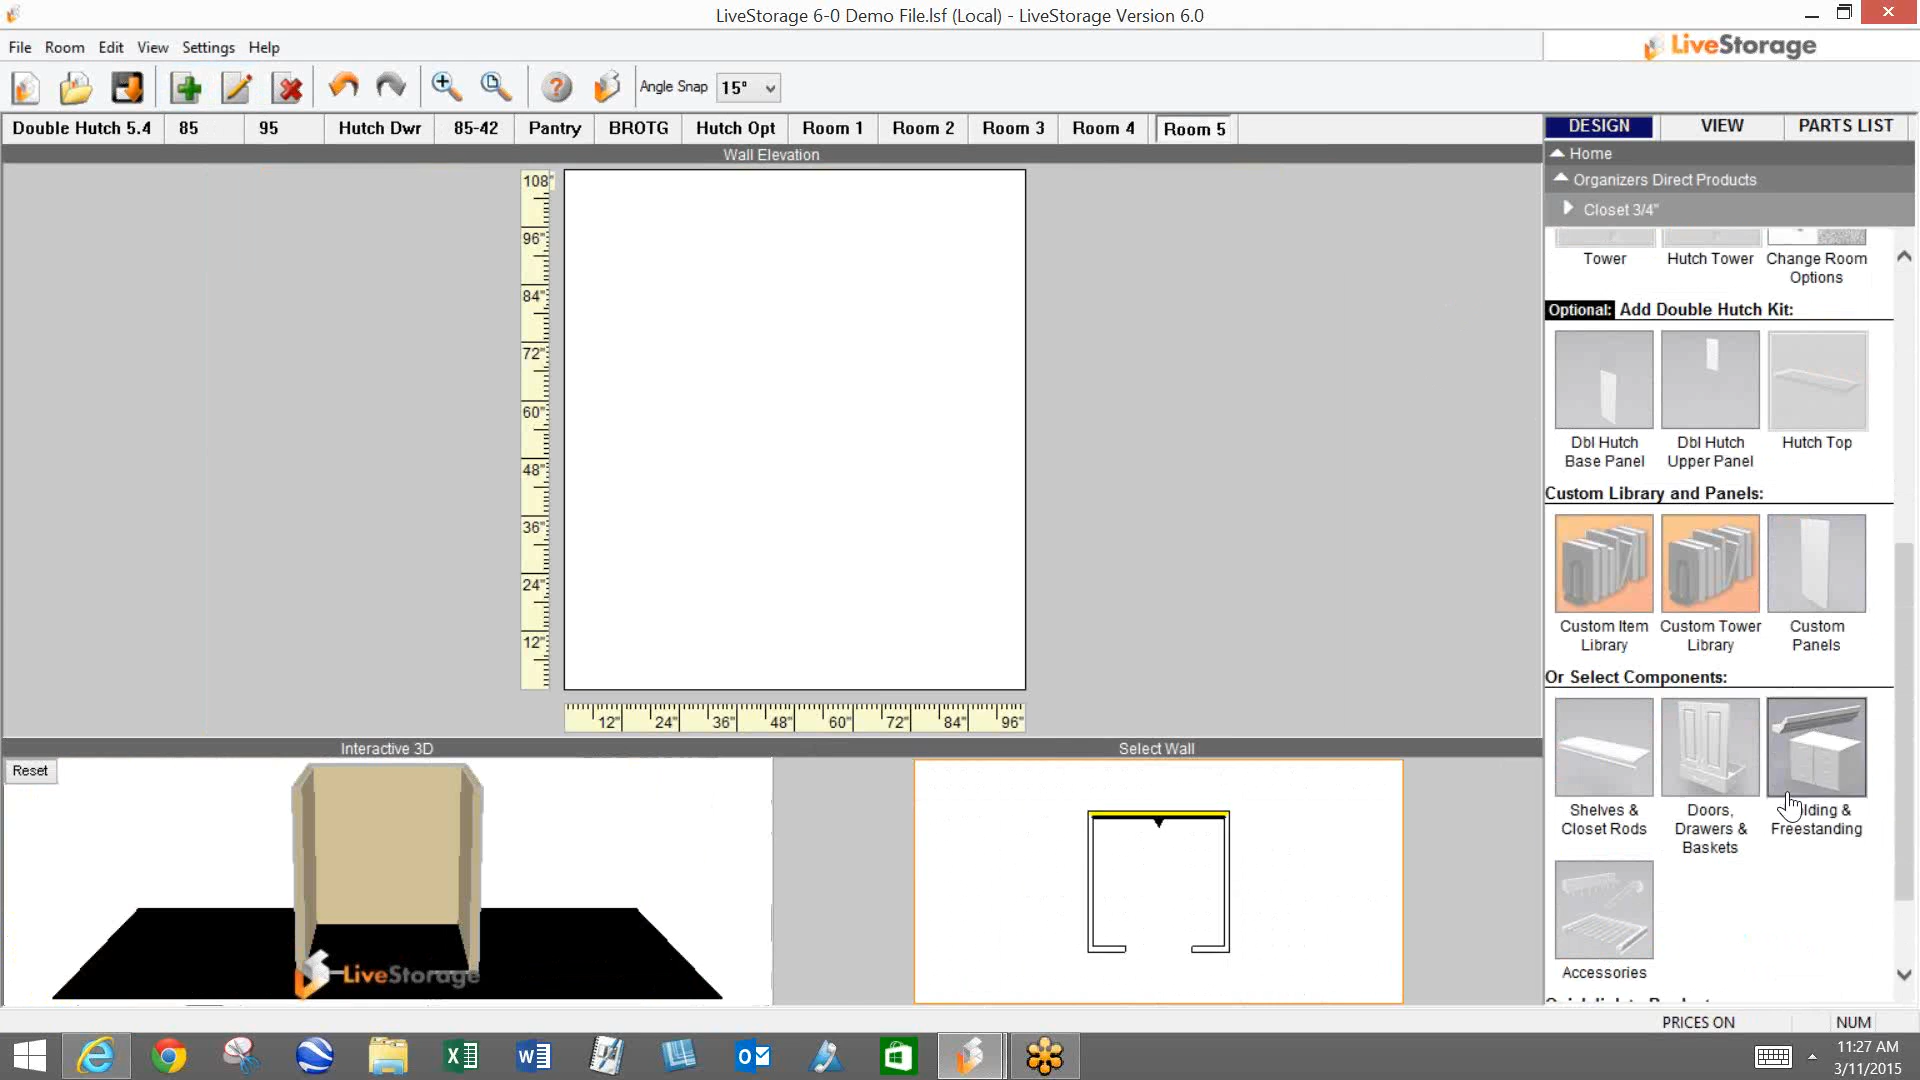 LiveStorage 6-0 Demo File.lsf (Local) - LiveStorage Version 6.0
File Room Edit View Settings Help
LiveStorage
Angle Snap 15°
Double Hutch 5.4 85 95 Hutch Dwr 85-42 Pantry BROTG Hutch Opt Room 1 Room 2 Room 3 Room 4 Room 5
DESIGN VIEW PARTS LIST
Wall Elevation
Home
Organizers Direct Products
Closet 3/4"
108"
96"
84"
72"
60"
48"
36"
24"
12"
12" 24" 36" 48" 60" 72" 84" 96"
Tower Hutch Tower Change Room
Options
Optional: Add Double Hutch Kit:
Dbl Hutch Dbl Hutch Hutch Top
Base Panel Upper Panel
Custom Library and Panels:
Custom Item Custom Tower Custom
Library Library Panels
Or Select Components:
Shelves & Doors,
Closet Rods Drawers & Freestanding
Baskets
Accessories
Interactive 3D Select Wall
Reset
LiveStorage
PRICES ON NUM
11:27 AM
3/11/2015